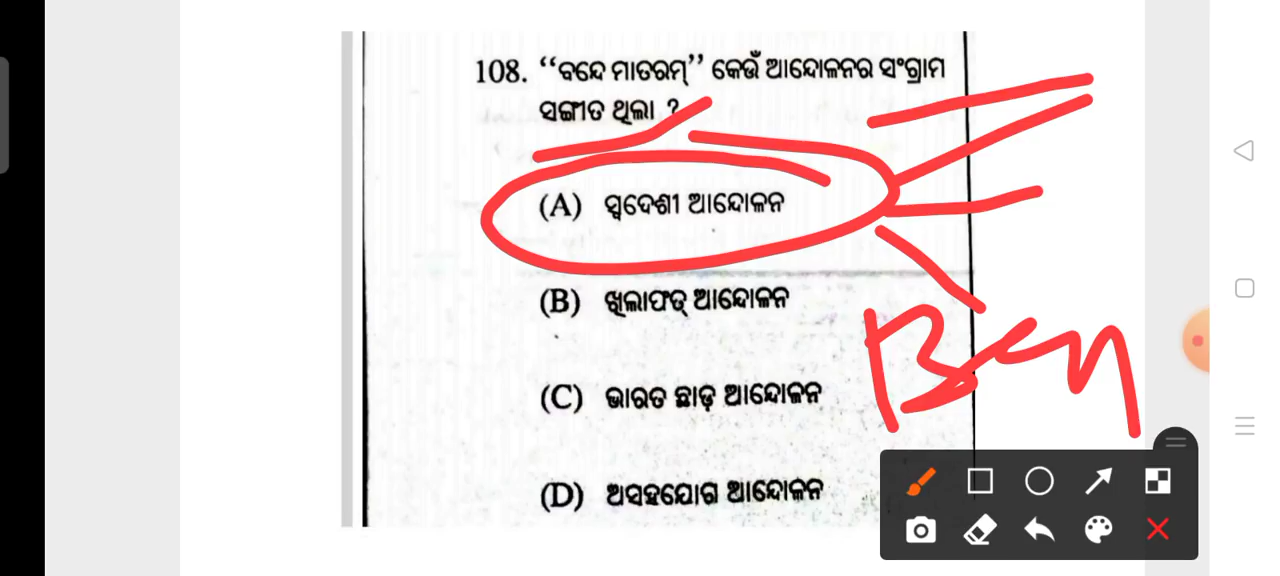 108. ‘‘ବନ୍ଦେ ମାତରମ୍’’ କେଉଁ ଆନ୍ଦୋଳନର ସଂଗ୍ରାମ
ସଙ୍ଗୀତ ଥିଲା ?
(A) ସ୍ୱଦେଶୀ ଆନ୍ଦୋଳନ
(B) ଖିଲାଫତ୍ ଆନ୍ଦୋଳନ
(C) ଭାରତ ଛାଡ଼ ଆନ୍ଦୋଳନ
(D) ଅସହଯୋଗ ଆନ୍ଦୋଳନ
Ben